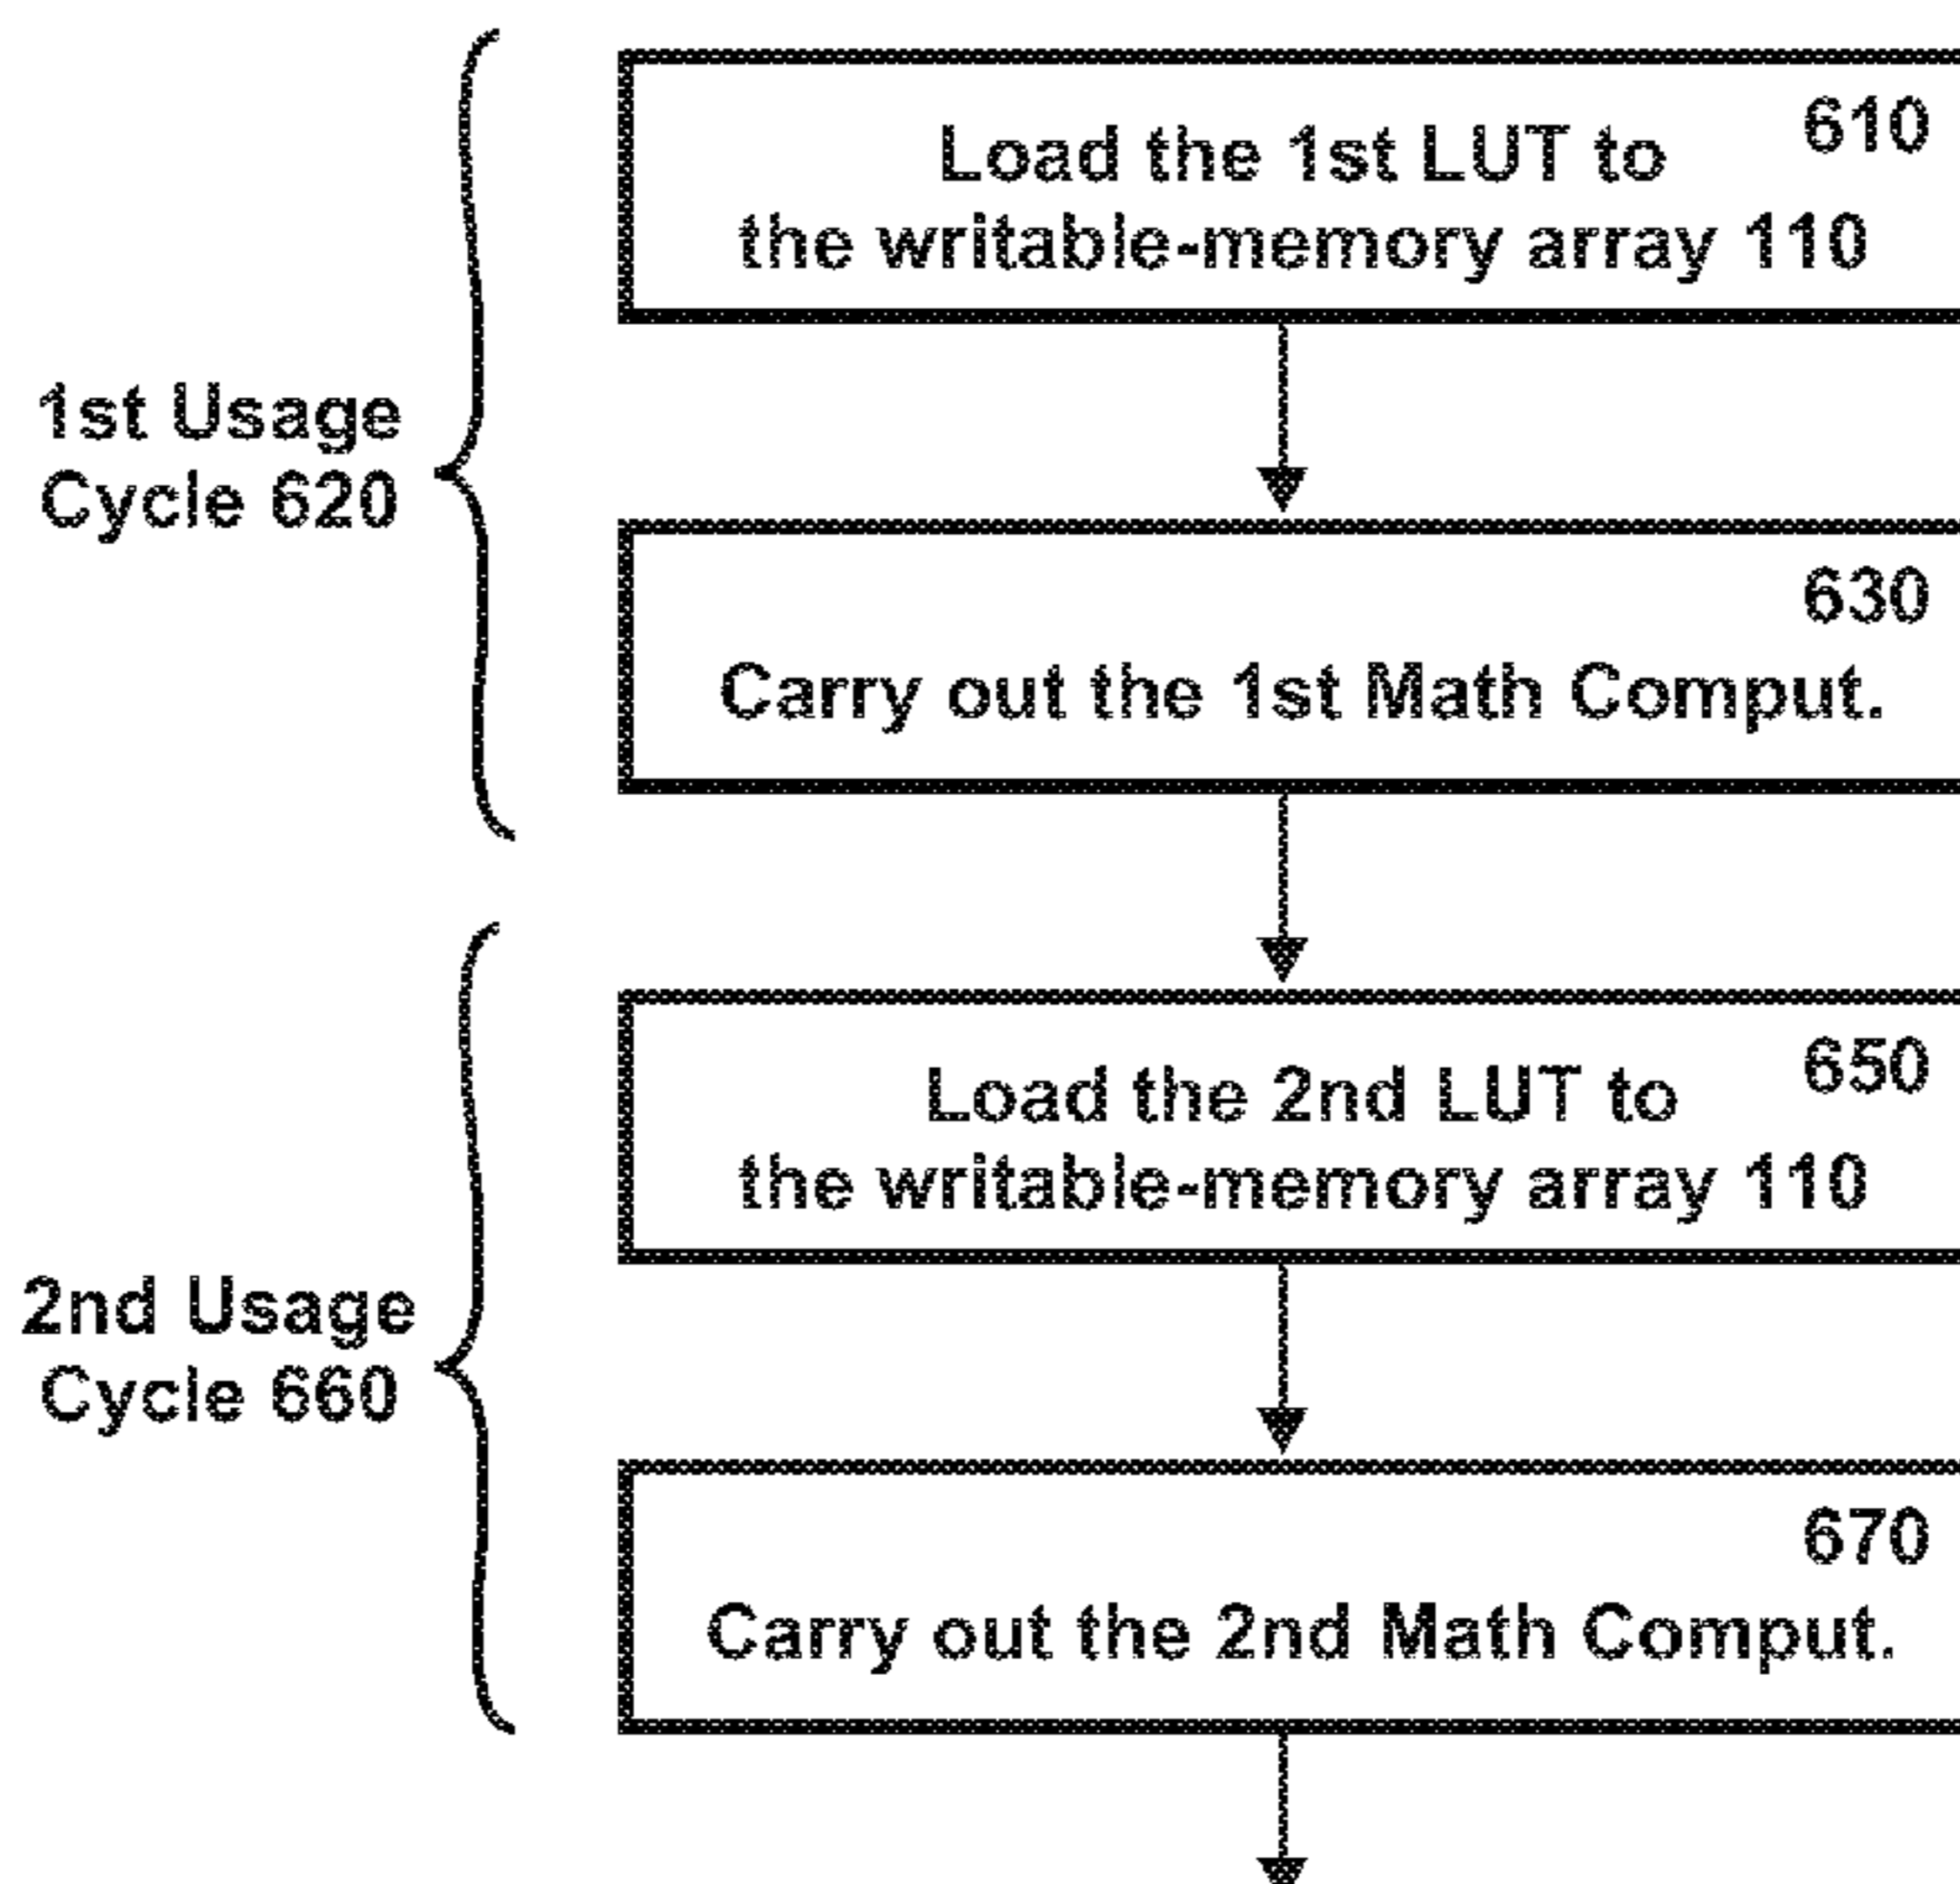 610
Load the 1st LUT to
the writable-memory array 110
1st Usage
Cycle 620
630
Carry out the 1st Math Comput.
650
Load the 2nd LUT to
the writable-memory array 110
2nd Usage
Cycle 660
670
Carry out the 2nd Math Comput.